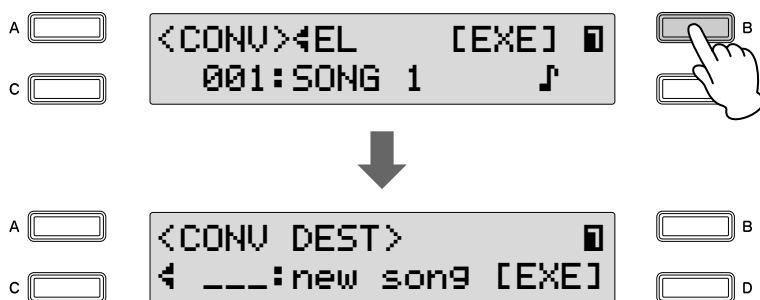 A
<CONV>◀EL [EXE]
B
C
001:SONG 1 ♪
A
<CONV DEST>
B
C
◀ ___:new song [EXE]
D